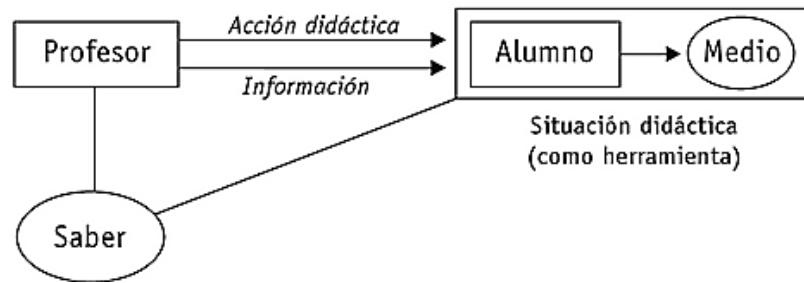 Acción didáctica
Profesor
Información
Alumno
Medio
Situación didáctica
(como herramienta)
Saber